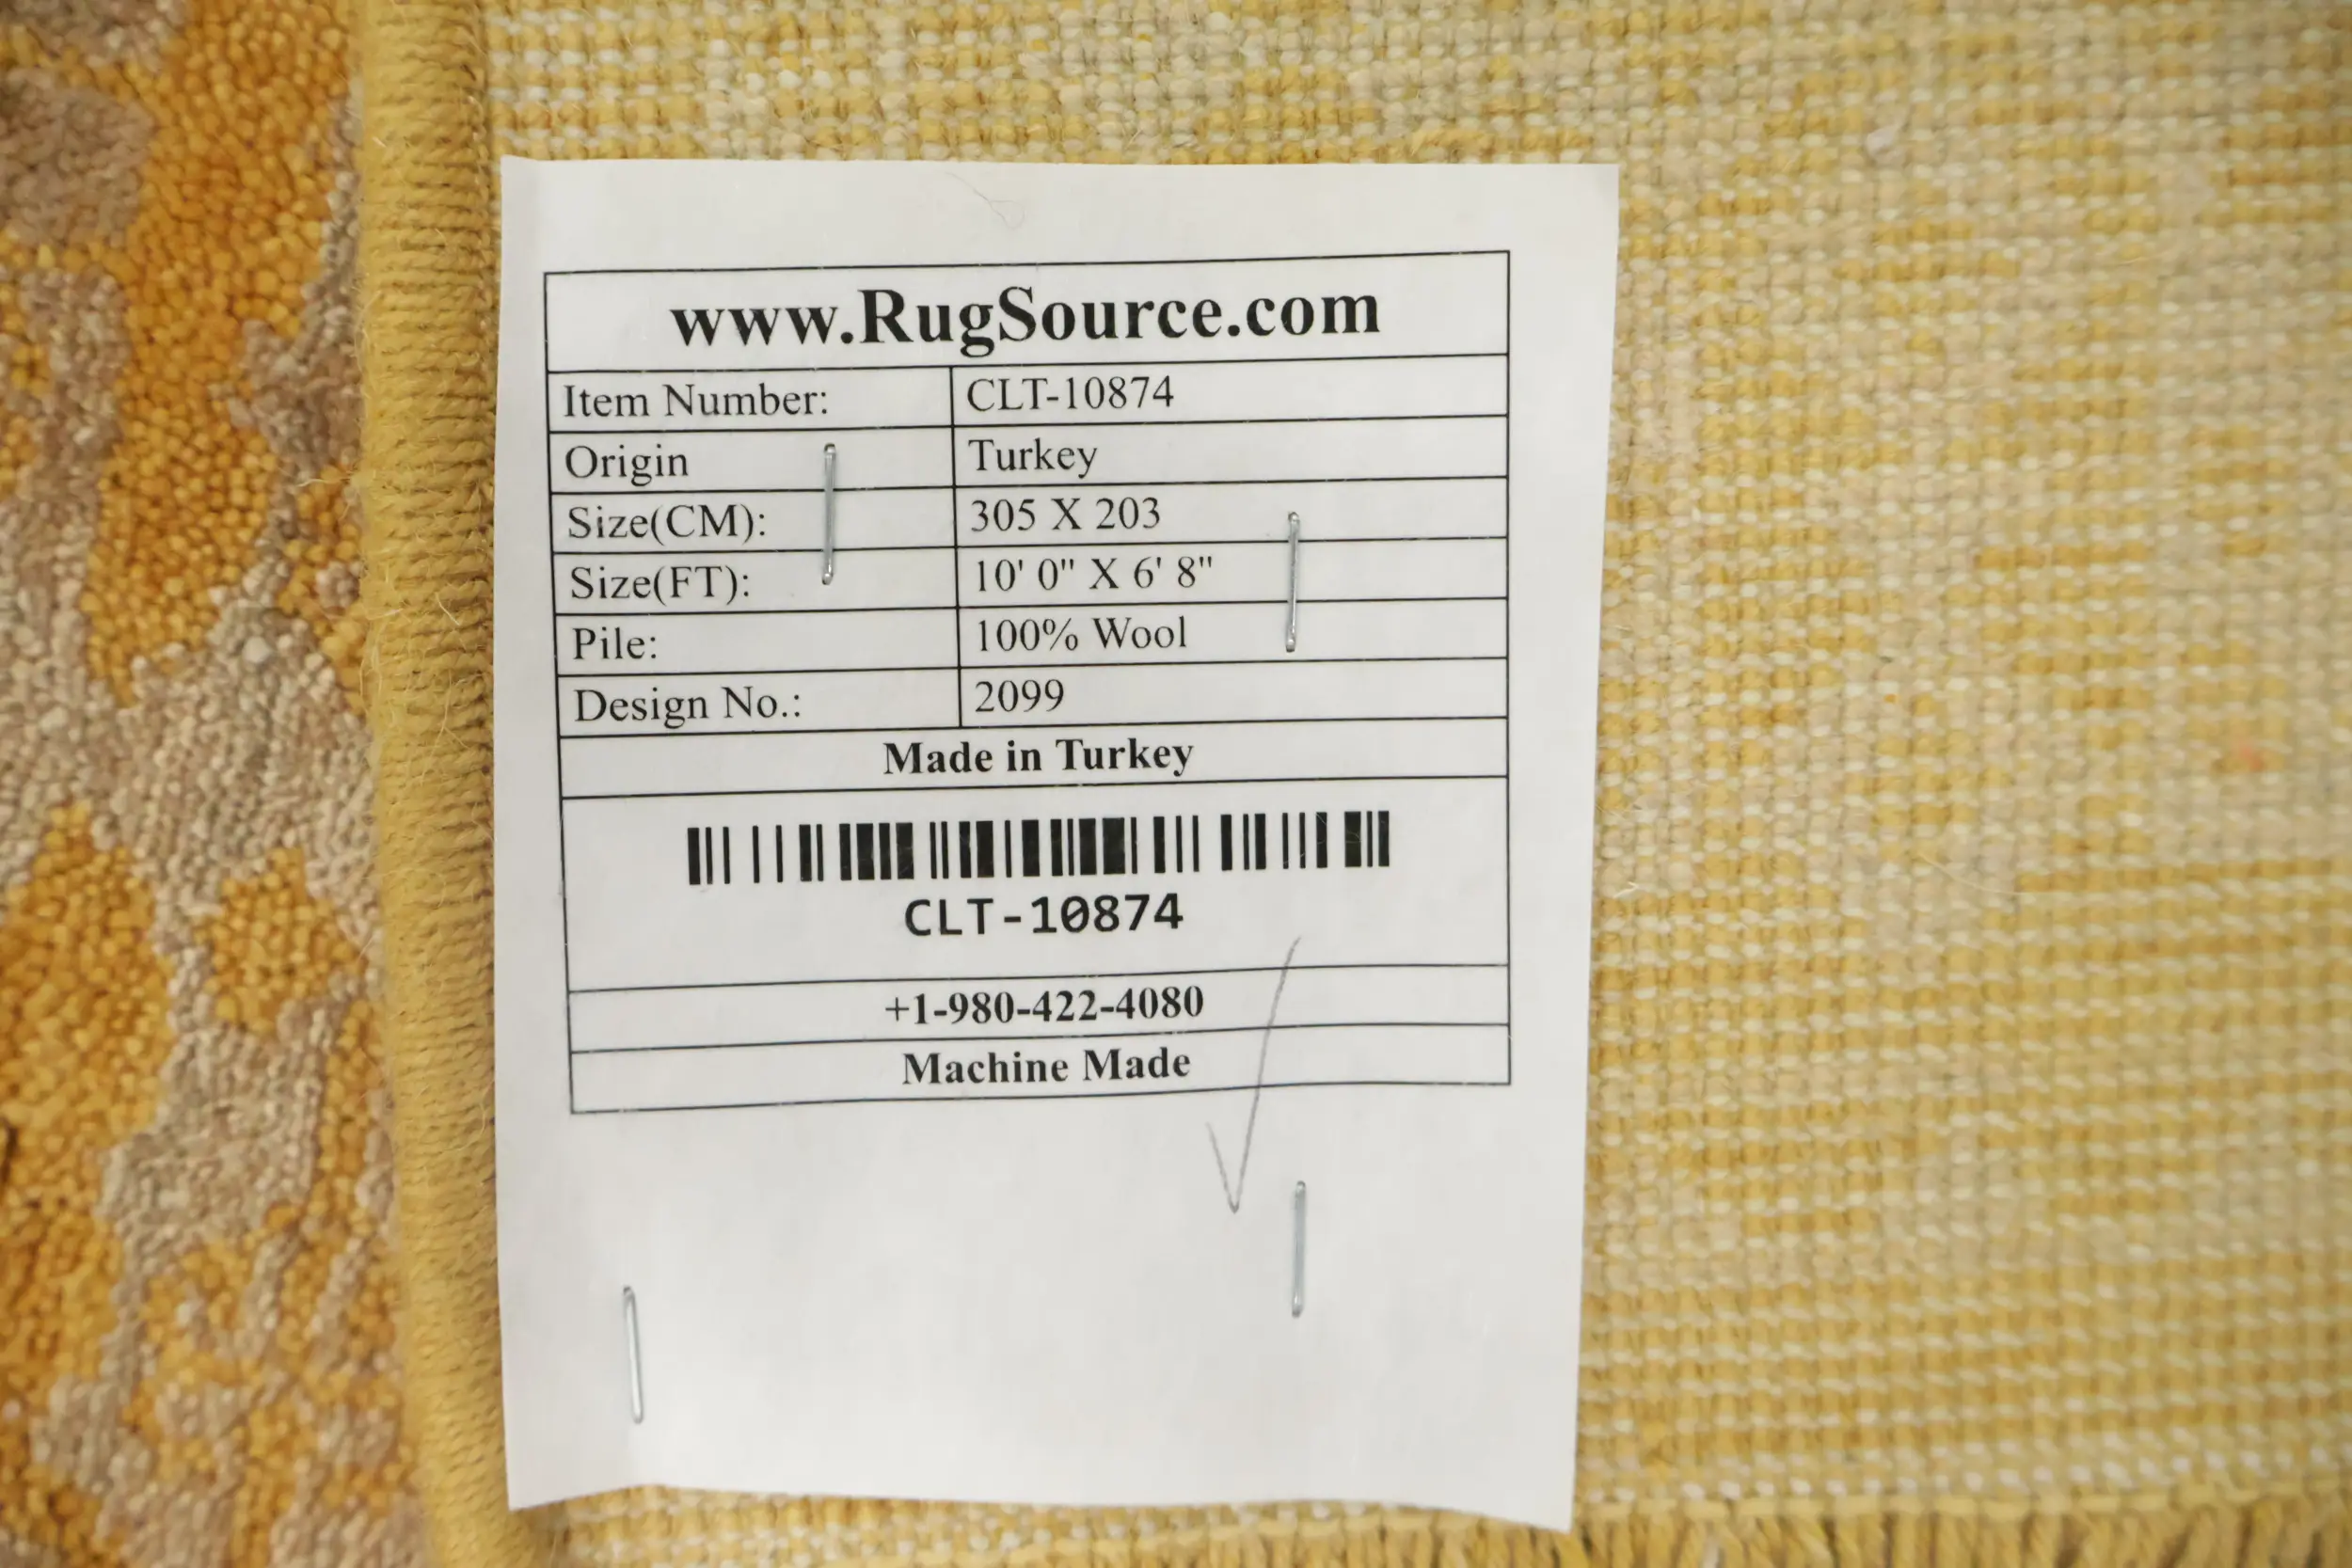 www.RugSource.com
Item Number: CLT-10874
Origin Turkey
Size(CM): 305 X 203
Size(FT): 10' 0" X 6' 8"
Pile: 100% Wool
Design No.: 2099
Made in Turkey
CLT-10874
+1-980-422-4080
Machine Made